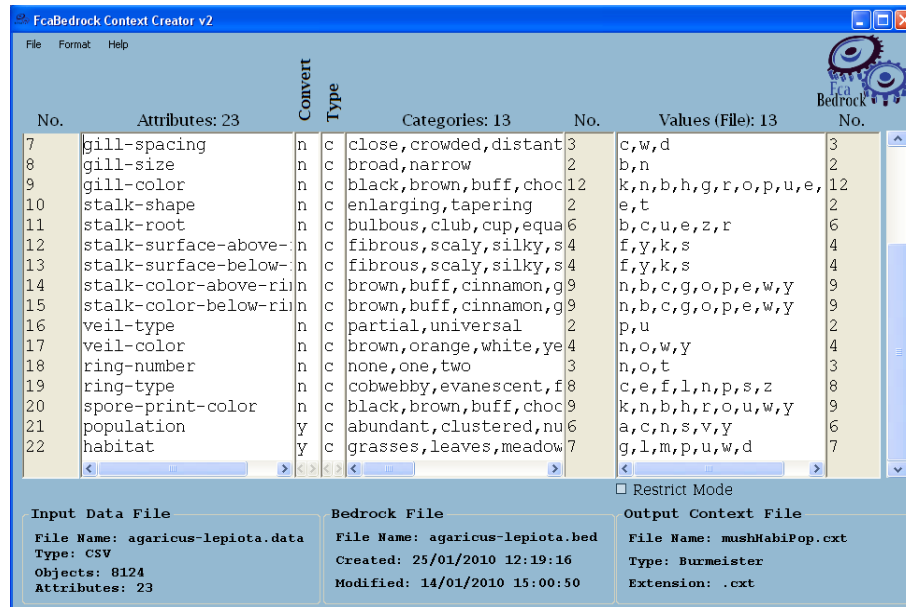 FcaBedrock Context Creator v2
File Format Help
Fca
Bedrock
Convert
Type
No. Attributes: 23 Categories: 13 No. Values (File): 13 No.
7 gill-spacing n c close,crowded,distant 3 c,w,d 3
8 gill-size n c broad,narrow 2 b,n 2
9 gill-color n c black,brown,buff,choc 12 k,n,b,h,g,r,o,p,u,e, 12
10 stalk-shape n c enlarging,tapering 2 e,t 2
11 stalk-root n c bulbous,club,cup,equa 6 b,c,u,e,z,r 6
12 stalk-surface-above- n c fibrous,scaly,silky,s 4 f,y,k,s 4
13 stalk-surface-below- n c fibrous,scaly,silky,s 4 f,y,k,s 4
14 stalk-color-above-ri n c brown,buff,cinnamon,g 9 n,b,c,g,o,p,e,w,y 9
15 stalk-color-below-ri n c brown,buff,cinnamon,g 9 n,b,c,g,o,p,e,w,y 9
16 veil-type n c partial,universal 2 p,u 2
17 veil-color n c brown,orange,white,ye 4 n,o,w,y 4
18 ring-number n c none,one,two 3 n,o,t 3
19 ring-type n c cobwebby,evanescent,f 8 c,e,f,l,n,p,s,z 8
20 spore-print-color n c black,brown,buff,choc 9 k,n,b,h,r,o,u,w,y 9
21 population y c abundant,clustered,nu 6 a,c,n,s,v,y 6
22 habitat y c grasses,leaves,meadow 7 g,l,m,p,u,w,d 7
Restrict Mode
Input Data File
File Name: agaricus-lepiota.data
Type: CSV
Objects: 8124
Attributes: 23
Bedrock File
File Name: agaricus-lepiota.bed
Created: 25/01/2010 12:19:16
Modified: 14/01/2010 15:00:50
Output Context File
File Name: mushHabiPop.cxt
Type: Burmeister
Extension: .cxt